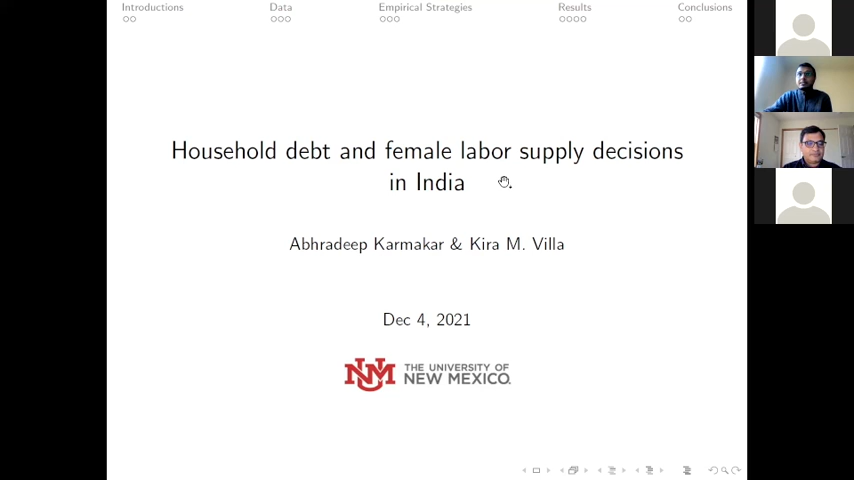 Introductions
Data
Empirical Strategies
Results
Conclusions
Household debt and female labor supply decisions
in India
Abhradeep Karmakar & Kira M. Villa
Dec 4, 2021
UNM THE UNIVERSITY OF
NEW MEXICO.